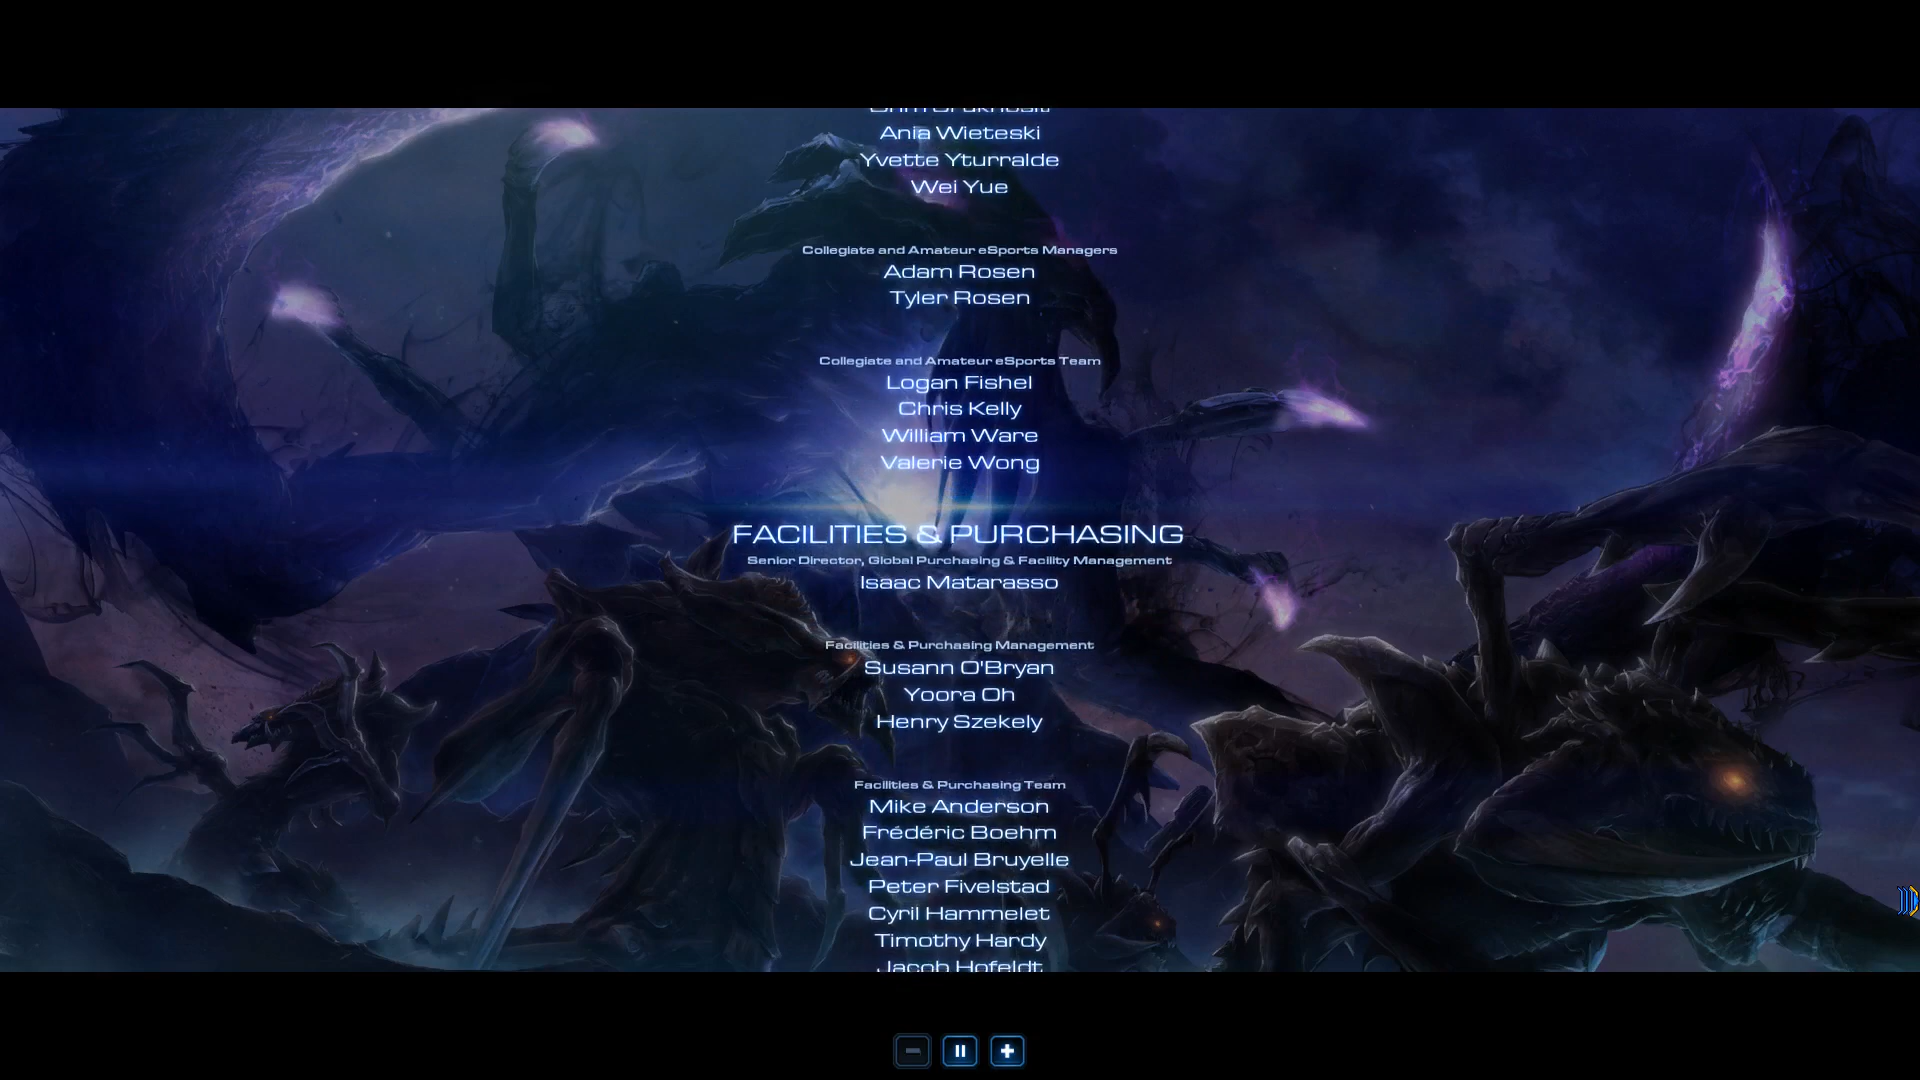 Ania Wieteski
Yvette Yturralde
Wei Yue
Collegiate and Amateur eSports Managers
Adam Rosen
Tyler Rosen
Collegiate and Amateur eSports Team
Logan Fishel
Chris Kelly
William Ware
Valerie Wong
FACILITIES & PURCHASING
Senior Director, Global Purchasing & Facility Management
Isaac Matarasso
Facilities & Purchasing Management
Susann O'Bryan
Yoora Oh
Henry Szekely
Facilities & Purchasing Team
Mike Anderson
Frédéric Boehm
Jean-Paul Bruyelle
Peter Fivelstad
Cyril Hammelet
Timothy Hardy
Jacob Hofeldt